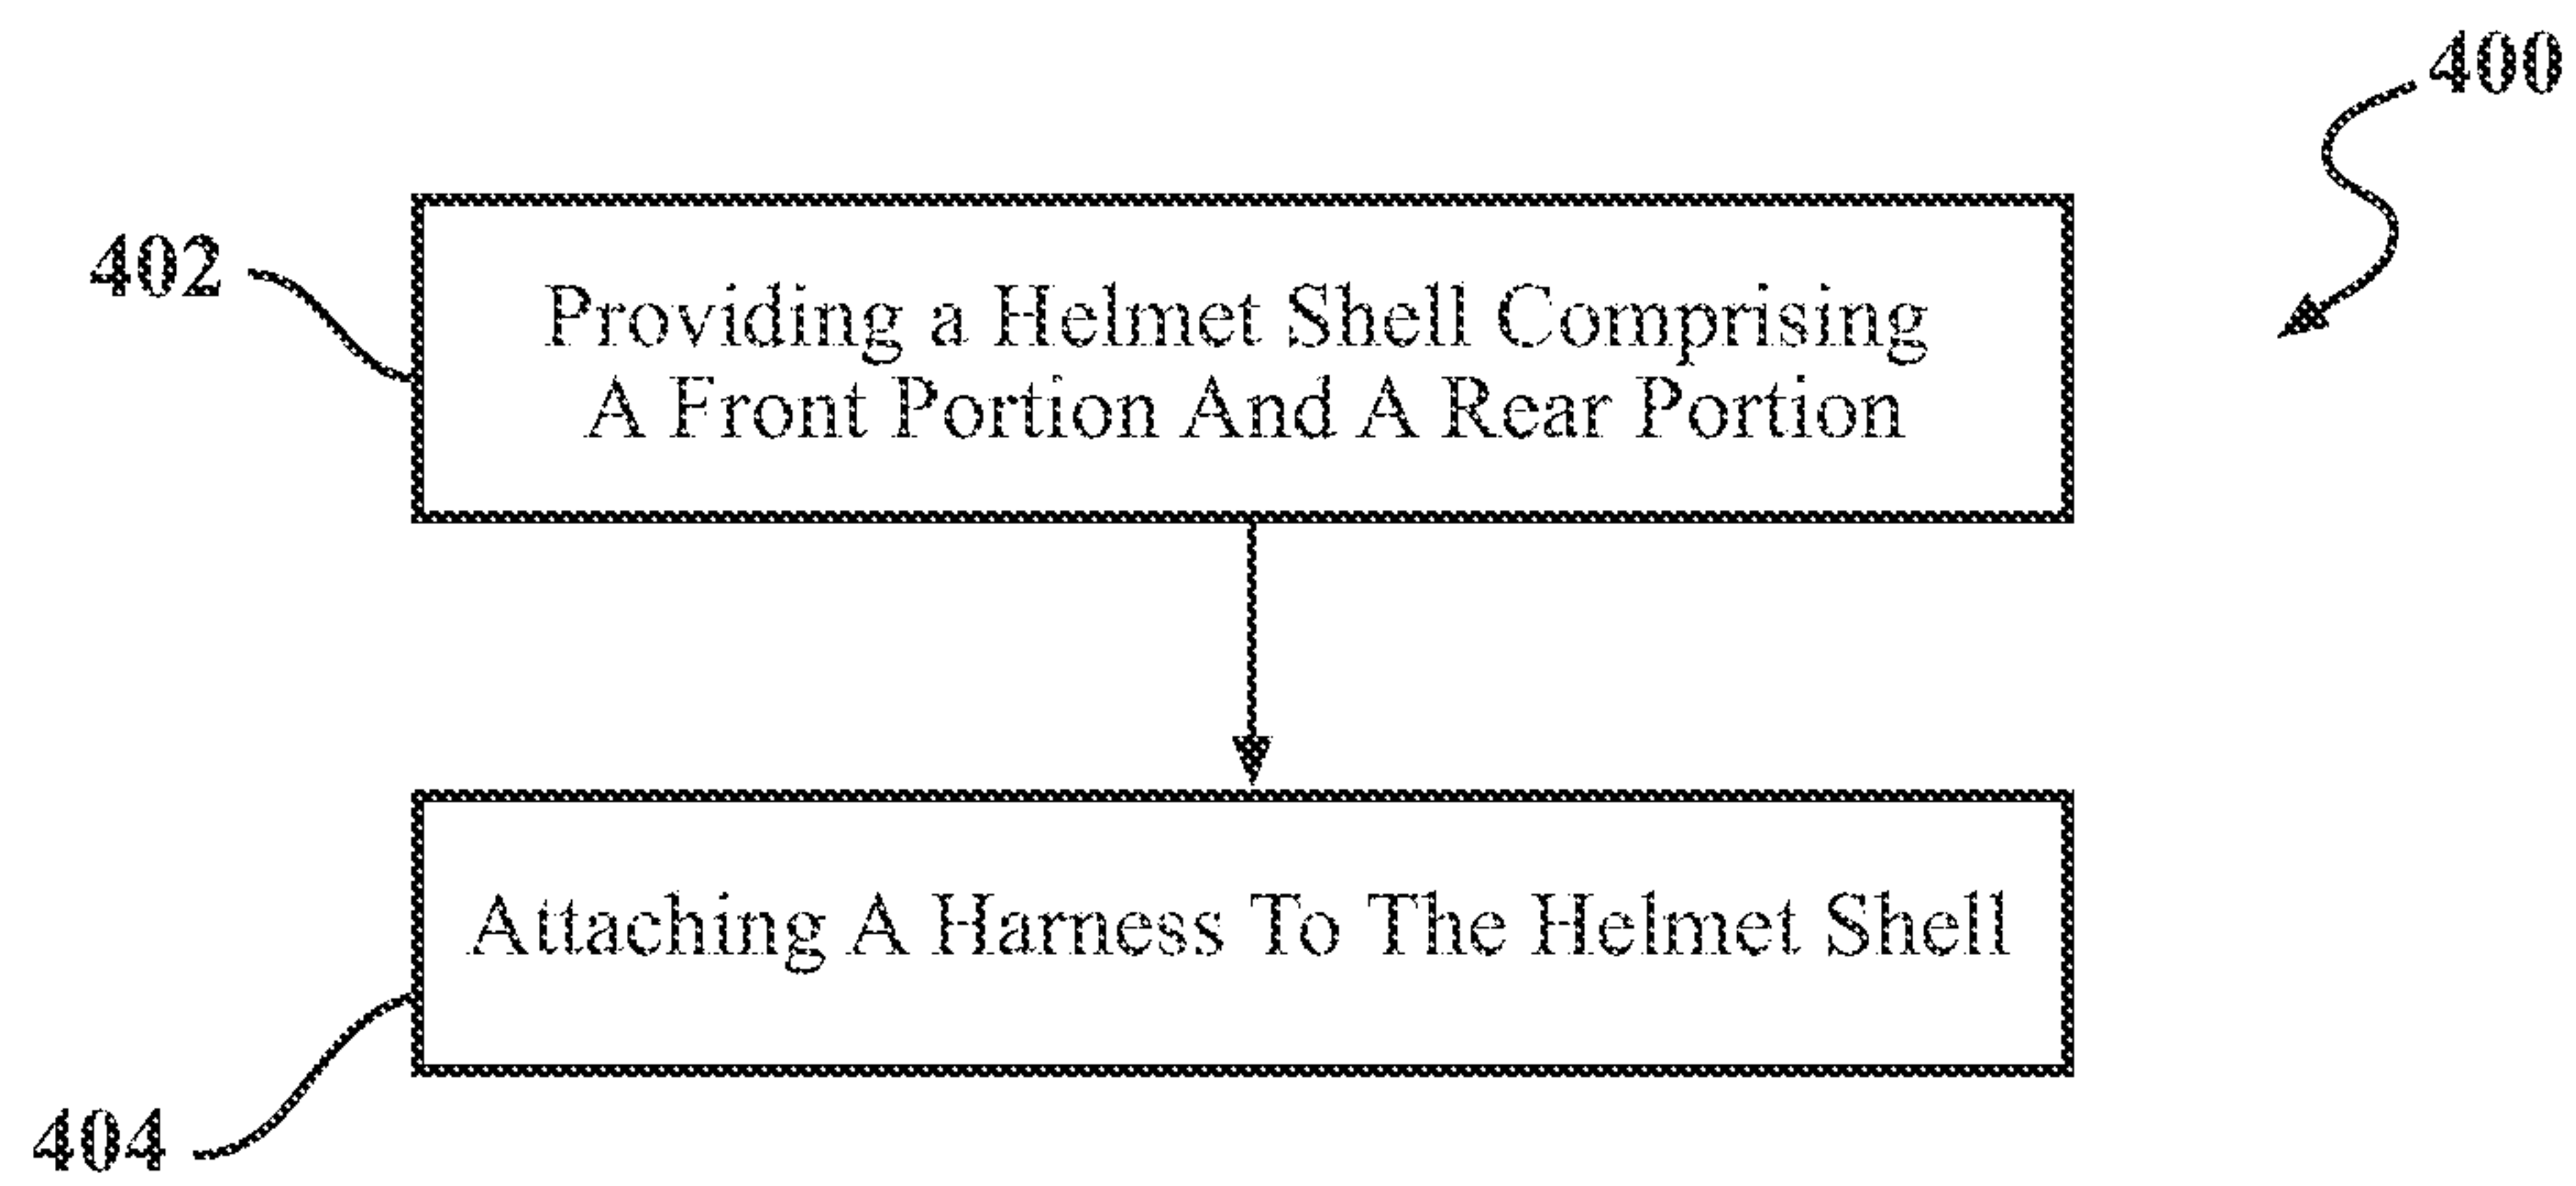 400
402
Providing a Helmet Shell Comprising
A Front Portion And A Rear Portion
Attaching A Harness To The Helmet Shell
404